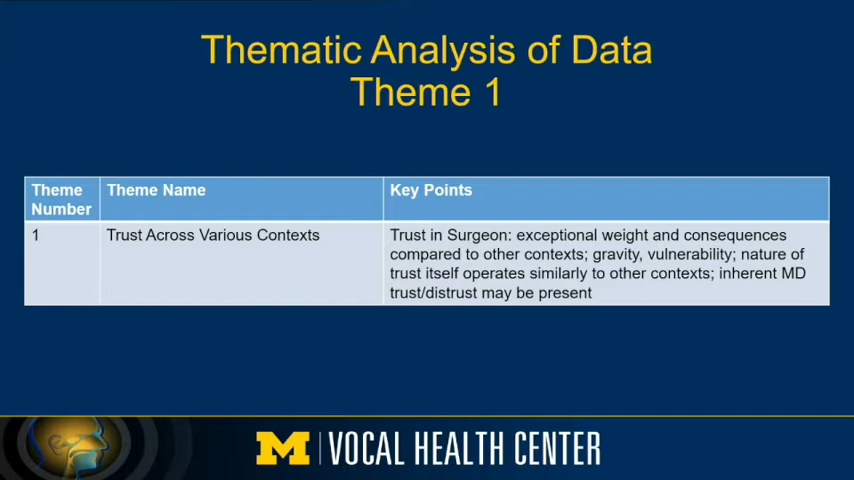 Thematic Analysis of Data
Theme 1
Theme Number
Theme Name
Key Points
1
Trust Across Various Contexts
Trust in Surgeon: exceptional weight and consequences
compared to other contexts; gravity, vulnerability; nature of
trust itself operates similarly to other contexts; inherent MD
trust/distrust may be present
M | VOCAL HEALTH CENTER